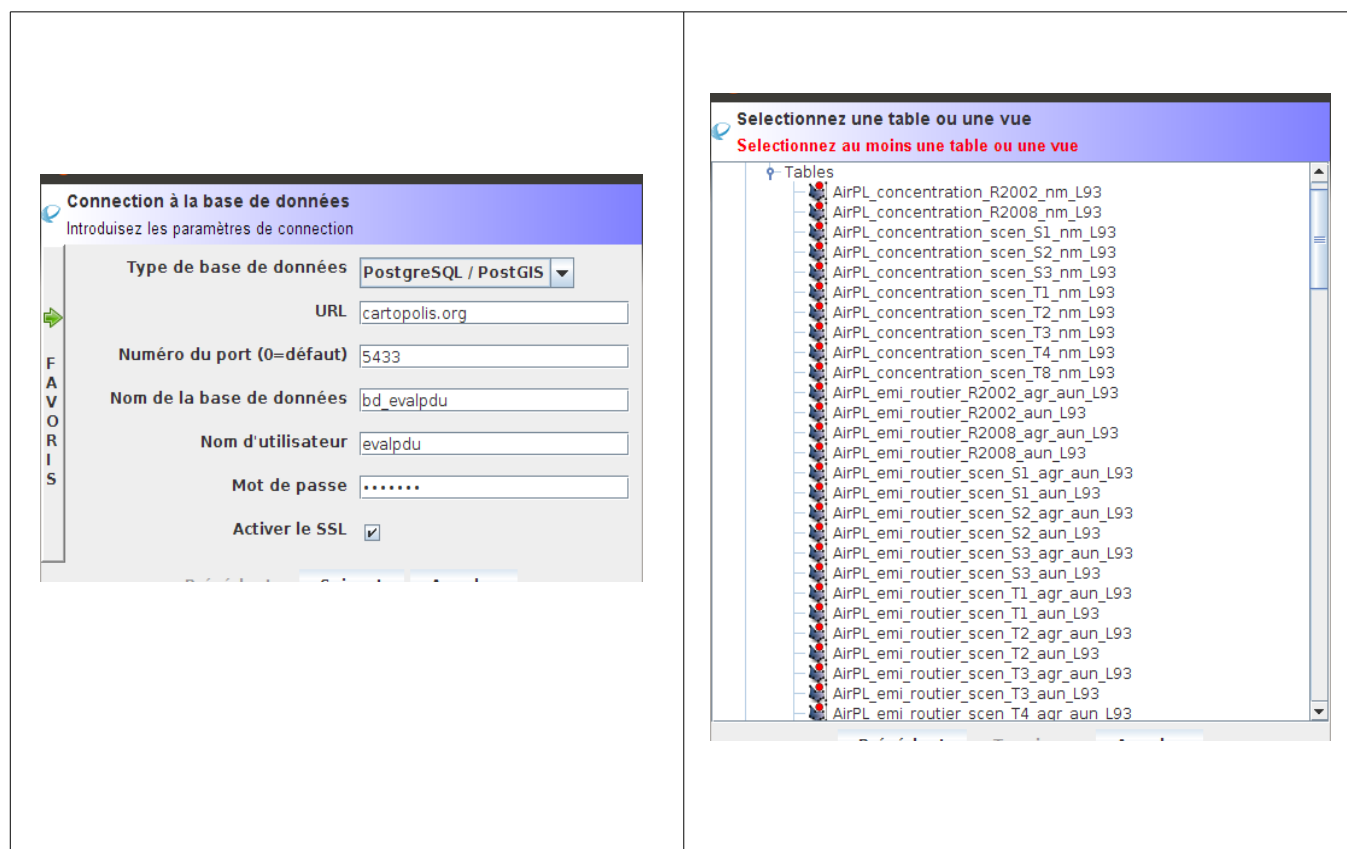 Connection à la base de données
Introduisez les paramètres de connection
Type de base de données PostgreSQL / PostGIS
URL cartopolis.org
Numéro du port (0=défaut) 5433
Nom de la base de données bd_evalpdu
Nom d'utilisateur evalpdu
Mot de passe •••••••
Activer le SSL
FAVORIS
Selectionnez une table ou une vue
Selectionnez au moins une table ou une vue
Tables
AirPL_concentration_R2002_nm_L93
AirPL_concentration_R2008_nm_L93
AirPL_concentration_scen_S1_nm_L93
AirPL_concentration_scen_S2_nm_L93
AirPL_concentration_scen_S3_nm_L93
AirPL_concentration_scen_T1_nm_L93
AirPL_concentration_scen_T2_nm_L93
AirPL_concentration_scen_T3_nm_L93
AirPL_concentration_scen_T4_nm_L93
AirPL_concentration_scen_T8_nm_L93
AirPL_emi_routier_R2002_agr_aun_L93
AirPL_emi_routier_R2002_aun_L93
AirPL_emi_routier_R2008_agr_aun_L93
AirPL_emi_routier_R2008_aun_L93
AirPL_emi_routier_scen_S1_agr_aun_L93
AirPL_emi_routier_scen_S1_aun_L93
AirPL_emi_routier_scen_S2_agr_aun_L93
AirPL_emi_routier_scen_S2_aun_L93
AirPL_emi_routier_scen_S3_agr_aun_L93
AirPL_emi_routier_scen_S3_aun_L93
AirPL_emi_routier_scen_T1_agr_aun_L93
AirPL_emi_routier_scen_T1_aun_L93
AirPL_emi_routier_scen_T2_agr_aun_L93
AirPL_emi_routier_scen_T2_aun_L93
AirPL_emi_routier_scen_T3_agr_aun_L93
AirPL_emi_routier_scen_T3_aun_L93
AirPL_emi_routier_scen_T4_agr_aun_L93